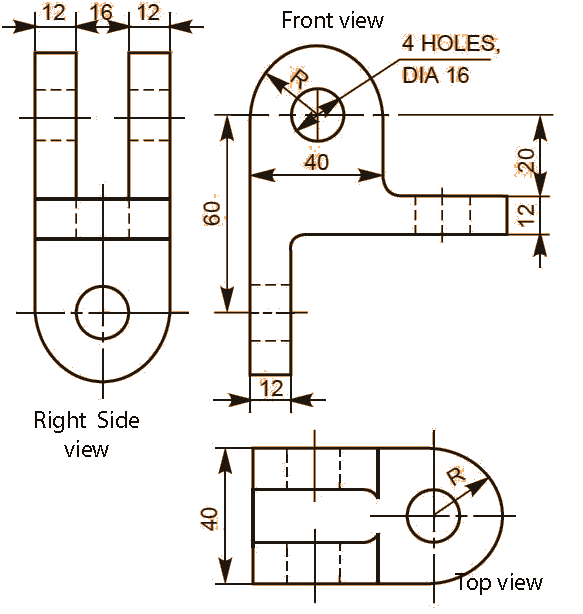 12 16 12
Front view
4 HOLES,
DIA 16
R
40
20
60
12
12
Right Side
view
R
40
Top view